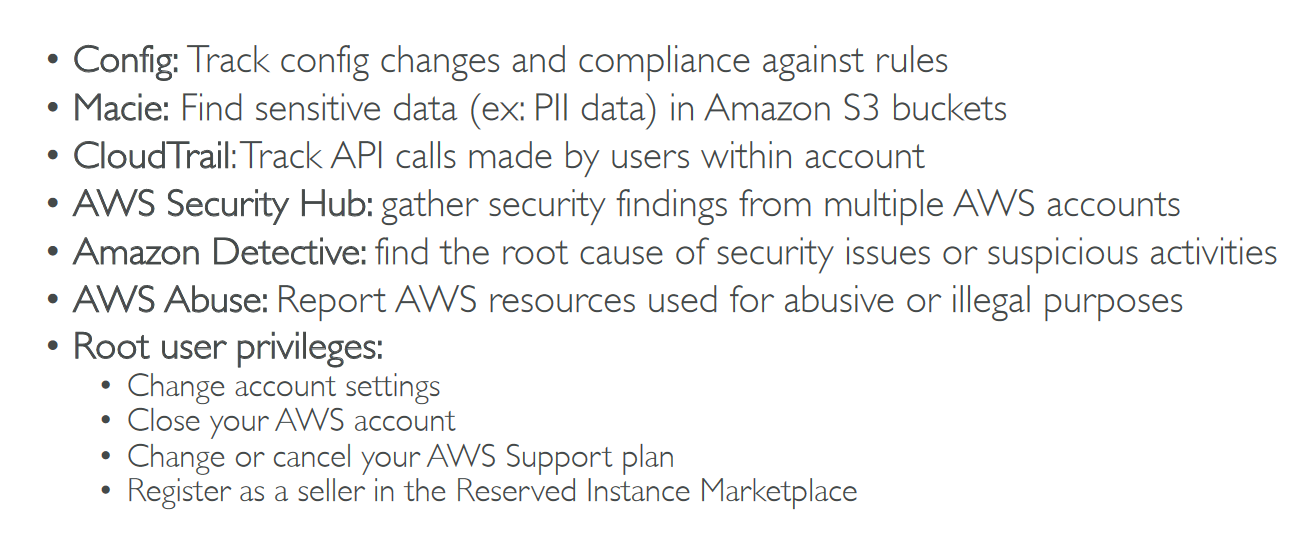 • Config: Track config changes and compliance against rules
• Macie: Find sensitive data (ex: PII data) in Amazon S3 buckets
• CloudTrail: Track API calls made by users within account
• AWS Security Hub: gather security findings from multiple AWS accounts
• Amazon Detective: find the root cause of security issues or suspicious activities
• AWS Abuse: Report AWS resources used for abusive or illegal purposes
• Root user privileges:
• Change account settings
• Close your AWS account
• Change or cancel your AWS Support plan
• Register as a seller in the Reserved Instance Marketplace